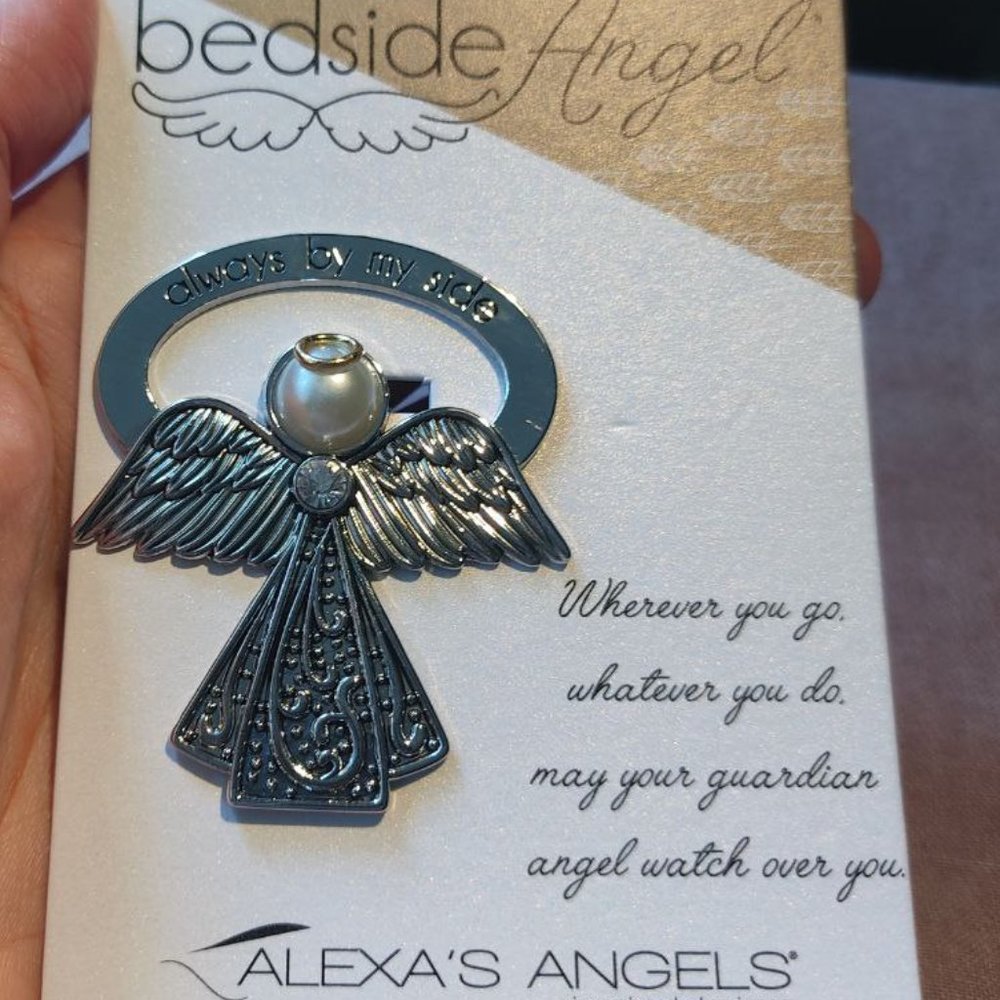 bedside Angel
always by my side
Wherever you go,
whatever you do,
may your guardian
angel watch over you.
ALEXA'S ANGELS®